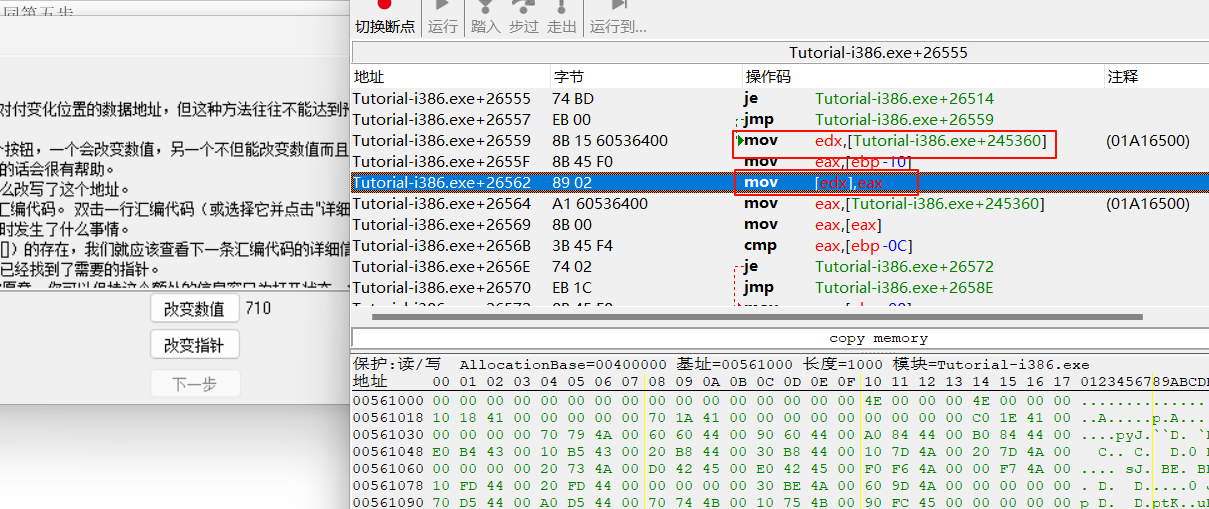 同第五步
对付变化位置的数据地址，但这种方法往往不能达到
个按钮，一个会改变数值，另一个不但能改变数值而且
的话会很有帮助。
么改写了这个地址。
汇编代码。 双击一行汇编代码（或选择它并点击"详细
时发生了什么事情。
[]）的存在，我们就应该查看下一条汇编代码的详细信
已经找到了需要的指针。
改变数值 710
改变指针
下一步
切换断点 运行 踏入 步过 走出 运行到...
Tutorial-i386.exe+26555
地址 字节 操作码 注释
Tutorial-i386.exe+26555 74 BD je Tutorial-i386.exe+26514
Tutorial-i386.exe+26557 EB 00 jmp Tutorial-i386.exe+26559
Tutorial-i386.exe+26559 8B 15 60536400 mov edx,[Tutorial-i386.exe+245360] (01A16500)
Tutorial-i386.exe+2655F 8B 45 F0 mov eax,[ebp-10]
Tutorial-i386.exe+26562 89 02 mov [edx],eax
Tutorial-i386.exe+26564 A1 60536400 mov eax,[Tutorial-i386.exe+245360] (01A16500)
Tutorial-i386.exe+26569 8B 00 mov eax,[eax]
Tutorial-i386.exe+2656B 3B 45 F4 cmp eax,[ebp-0C]
Tutorial-i386.exe+2656E 74 02 je Tutorial-i386.exe+26572
Tutorial-i386.exe+26570 EB 1C jmp Tutorial-i386.exe+2658E
copy memory
保护:读/写 AllocationBase=00400000 基址=00561000 长度=1000 模块=Tutorial-i386.exe
地址 00 01 02 03 04 05 06 07 08 09 0A 0B 0C 0D 0E 0F 10 11 12 13 14 15 16 17 0123456789ABCDE
00561000 00 00 00 00 00 00 00 00 00 00 00 00 00 00 00 00 4E 00 00 00 4E 00 00 00 ................
00561018 10 18 41 00 00 00 00 00 70 1A 41 00 00 00 00 00 00 00 00 00 C0 1E 41 00 ..A.....p.A....
00561030 00 00 00 00 70 79 4A 00 60 60 44 00 90 60 44 00 A0 84 44 00 B0 84 44 00 ....pyJ.``D. `D
00561048 E0 B4 43 00 10 B5 43 00 20 B8 44 00 30 B8 44 00 10 7D 4A 00 20 7D 4A 00 C.. C. D.0 D
00561060 00 00 00 00 20 73 4A 00 D0 42 45 00 E0 42 45 00 F0 F6 4A 00 00 F7 4A 00 .... sJ. BE. BE
00561078 10 FD 44 00 20 FD 44 00 00 00 00 00 30 BE 4A 00 60 9D 4A 00 D. D.....0 J
00561090 70 D5 44 00 A0 D5 44 00 70 74 4B 00 10 75 4B 00 90 FC 45 00 p D. D.ptK..uK